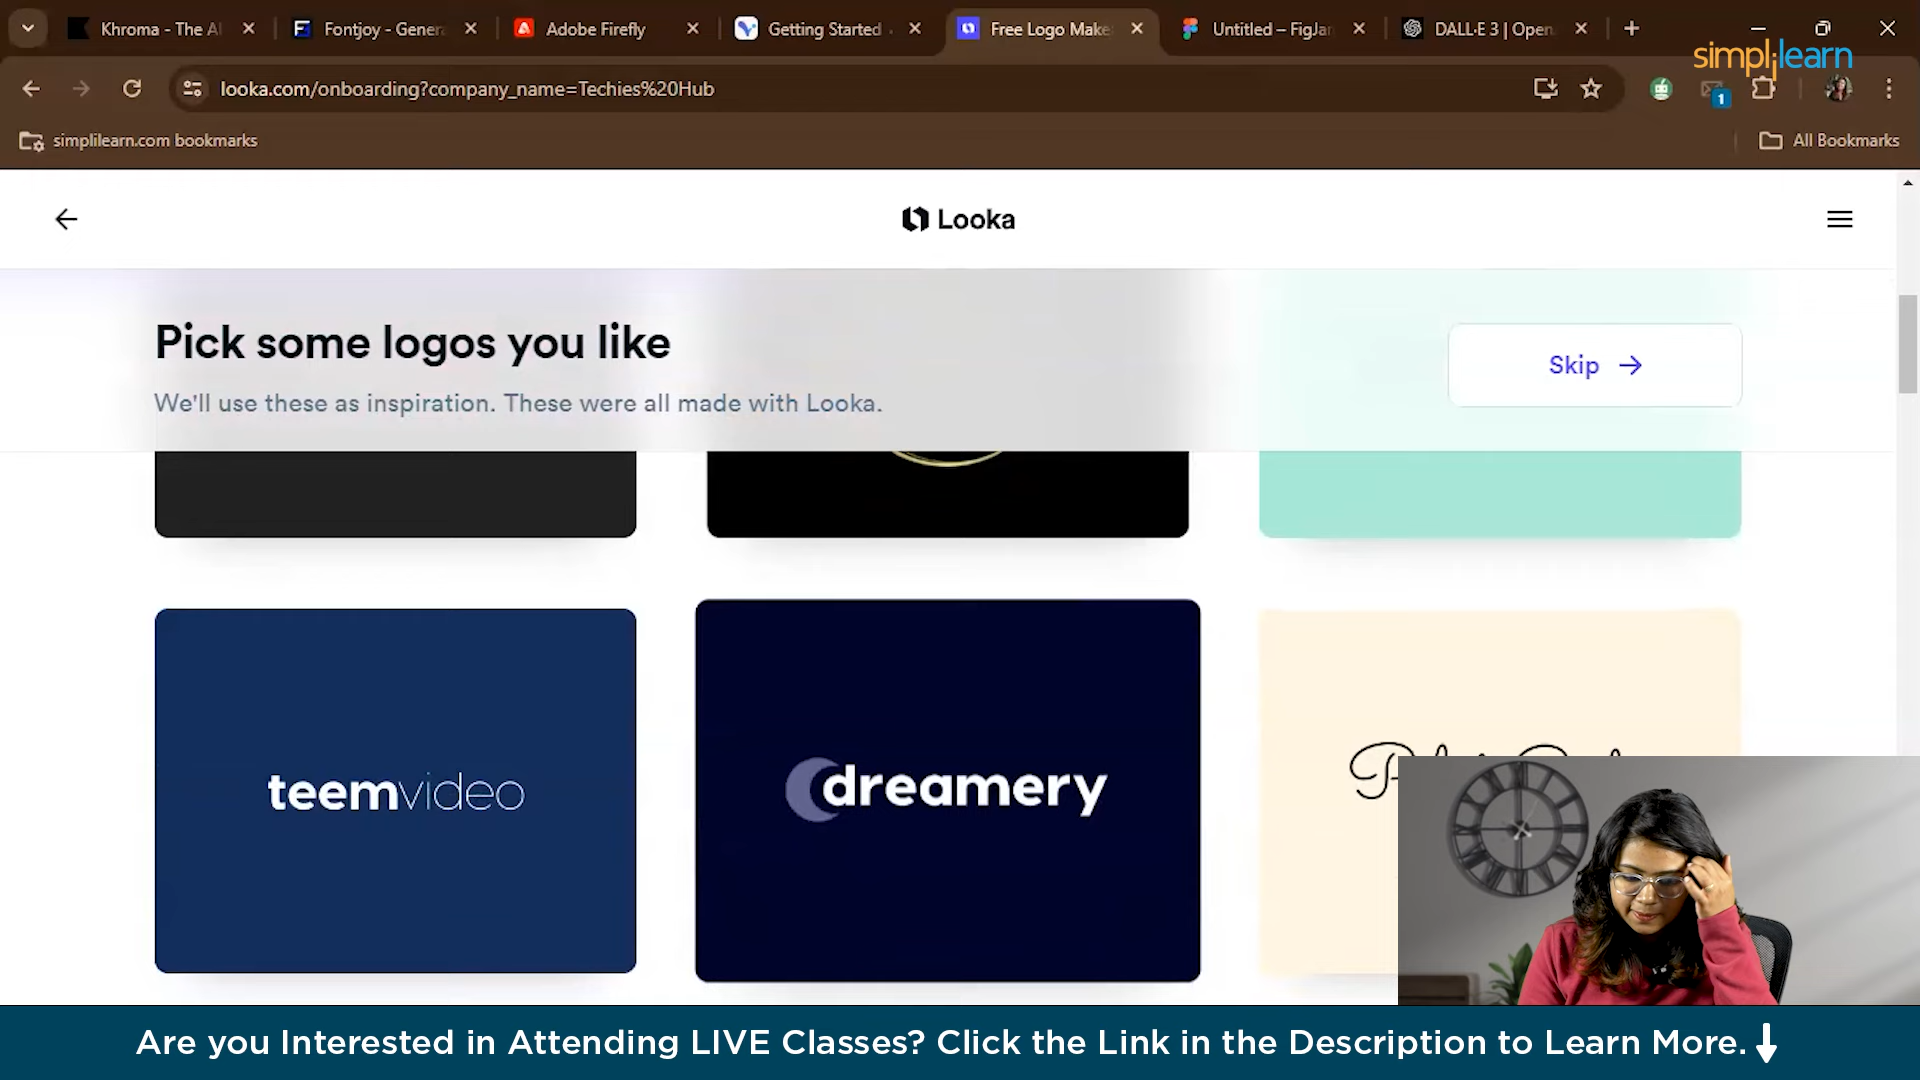 Khroma - The AI
Fontjoy - Gener
Adobe Firefly
Getting Started
Free Logo Make
Untitled – FigJar
DALL·E 3 | Open
simplilearn
looka.com/onboarding?company_name=Techies%20Hub
1
simplilearn.com bookmarks
All Bookmarks
Looka
Pick some logos you like
Skip
We'll use these as inspiration. These were all made with Looka.
teemvideo
dreamery
Are you Interested in Attending LIVE Classes? Click the Link in the Description to Learn More.